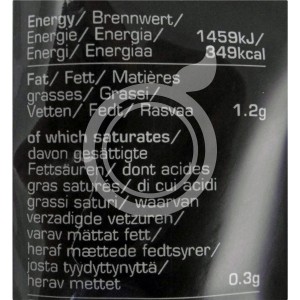 Energy/ Brennwert/
Energie/ Energia/ 1459kJ/
Energi/ Energiaa 349kcal
Fat/ Fett/ Matières
grasses/ Grassi/
Vetten/ Fedt/ Rasvaa 1.2g
of which saturates/
davon gesättigte
Fettsäuren/ dont acides
gras saturés/ di cui acidi
grassi saturi/ waarvan
verzadigde vetzuren/
varav mättat fett/
heraf mættede fedtsyrer/
josta tyydyttynyttä/
herav mettet 0.3g